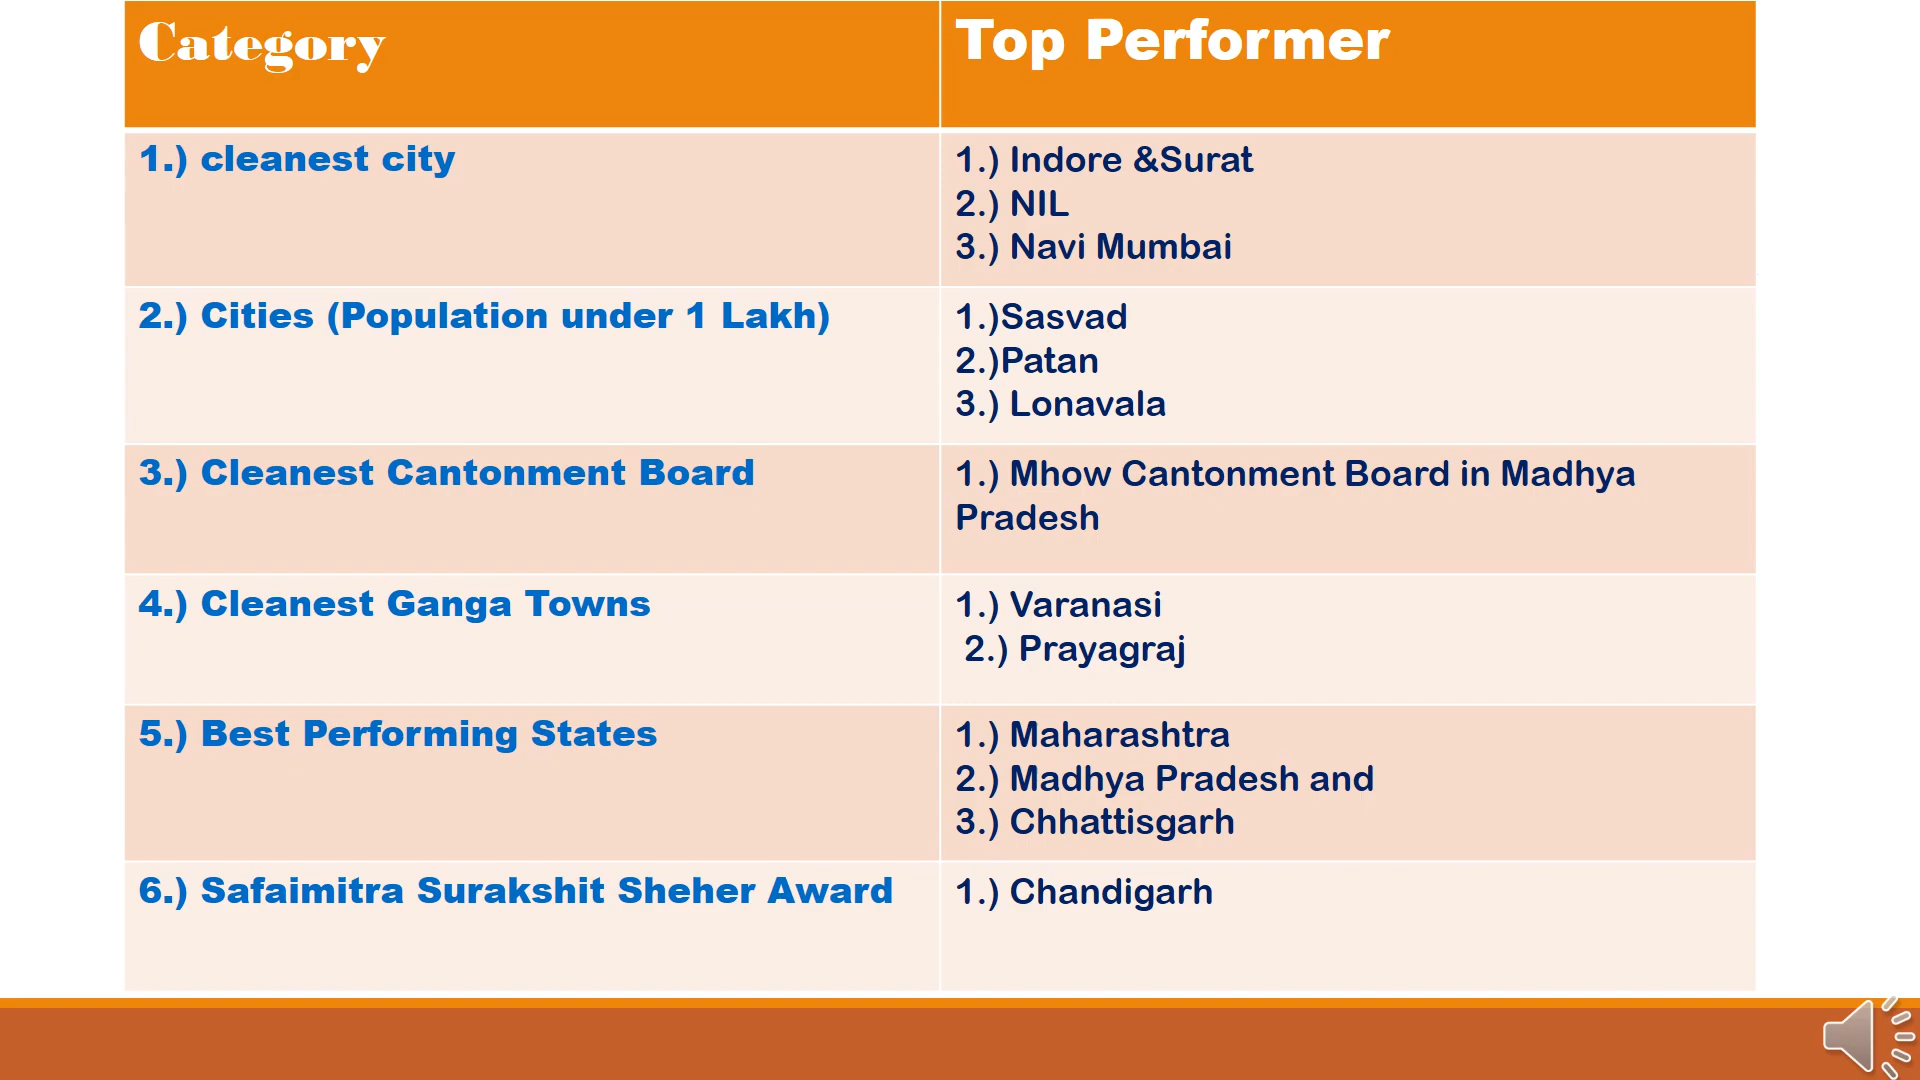 Category
Top Performer
1.) cleanest city
1.) Indore &Surat
2.) NIL
3.) Navi Mumbai
2.) Cities (Population under 1 Lakh)
1.)Sasvad
2.)Patan
3.) Lonavala
3.) Cleanest Cantonment Board
1.) Mhow Cantonment Board in Madhya
Pradesh
4.) Cleanest Ganga Towns
1.) Varanasi
2.) Prayagraj
5.) Best Performing States
1.) Maharashtra
2.) Madhya Pradesh and
3.) Chhattisgarh
6.) Safaimitra Surakshit Sheher Award
1.) Chandigarh